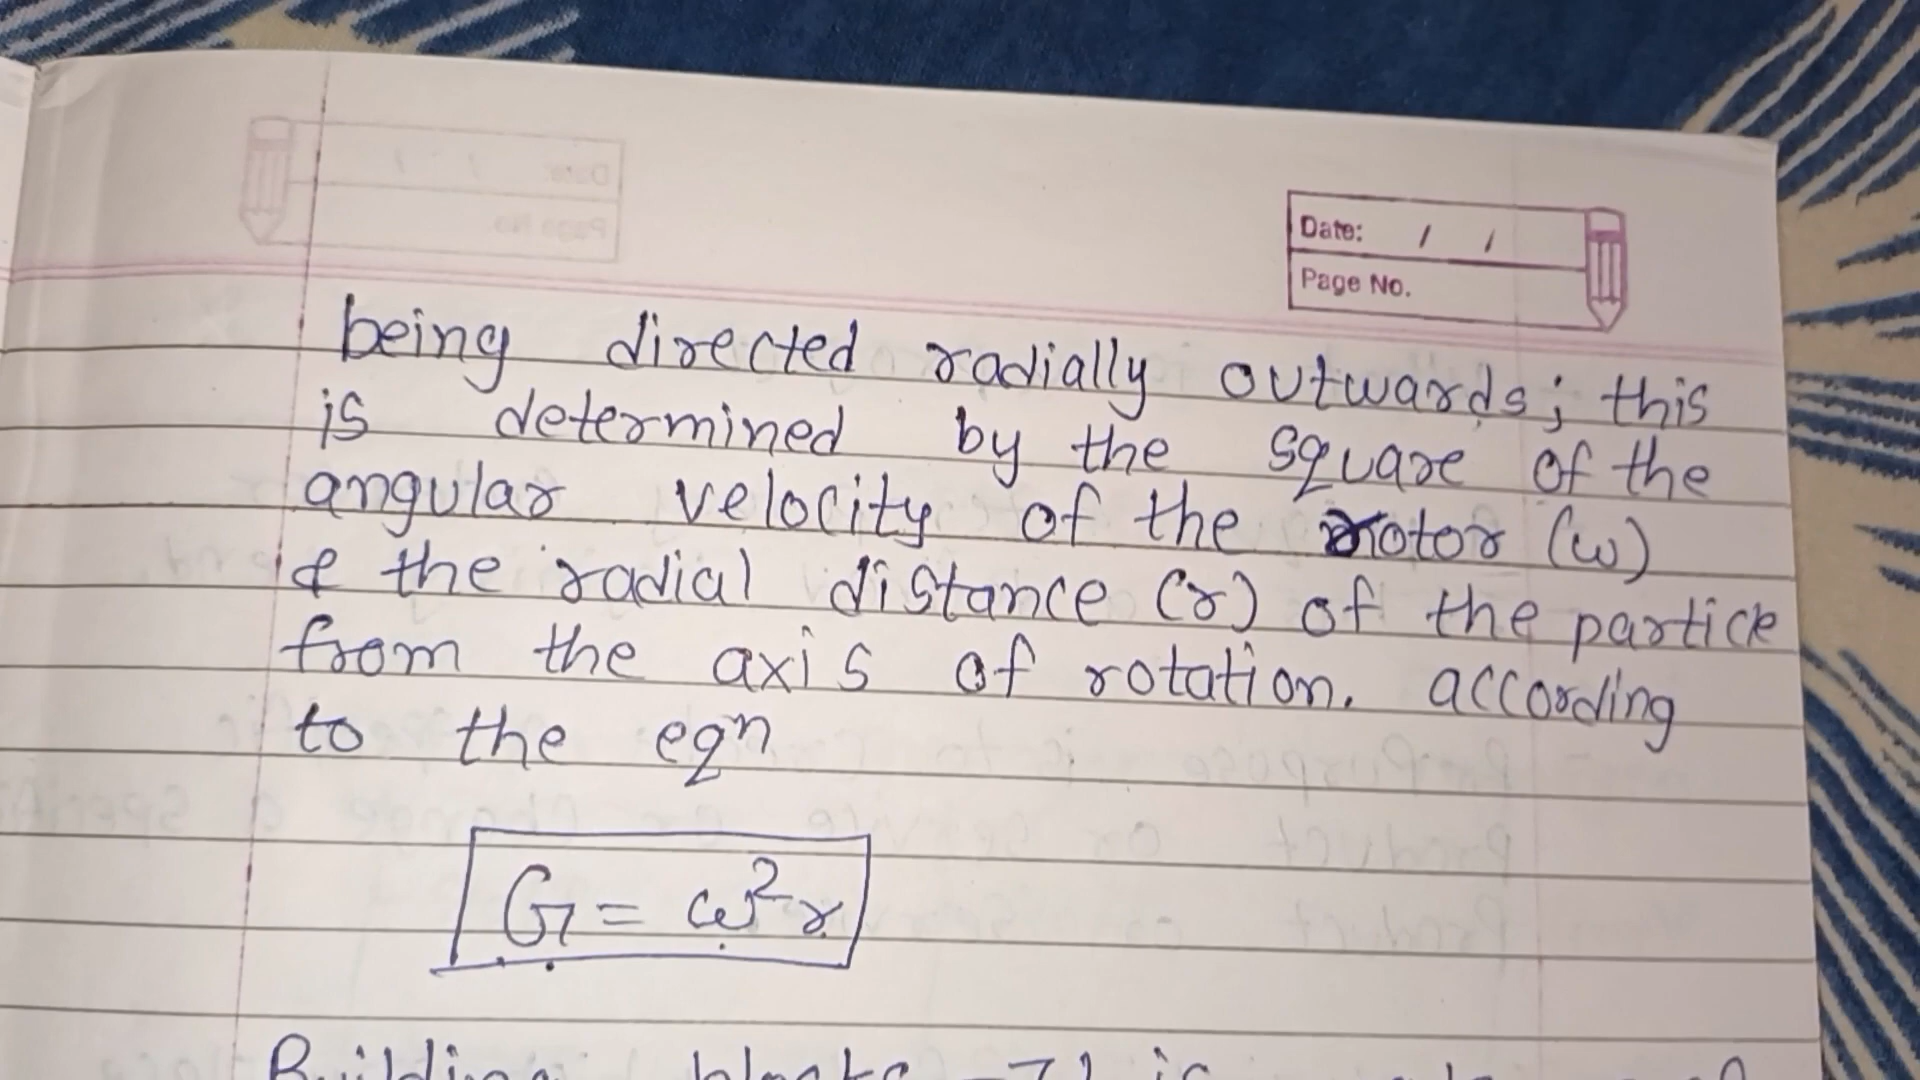 Date: / /
Page No.
being directed radially outwards; this
is determined by the square of the
angular velocity of the rotor (ω)
& the radial distance (r) of the particle
from the axis of rotation. according
to the eqn
G = ω²r